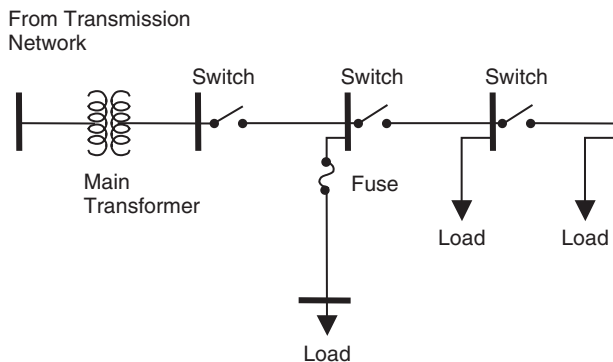 From Transmission
Network
Switch
Switch
Switch
Main
Transformer
Fuse
Load
Load
Load